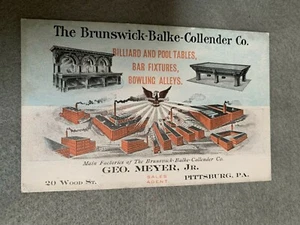 The Brunswick-Balke-Collender Co.
BILLIARD AND POOL TABLES,
BAR FIXTURES,
BOWLING ALLEYS.
Main Factories of The Brunswick-Balke-Collender Co.
GEO. MEYER, JR.
20 WOOD ST.
SALES
AGENT
PITTSBURG, PA.